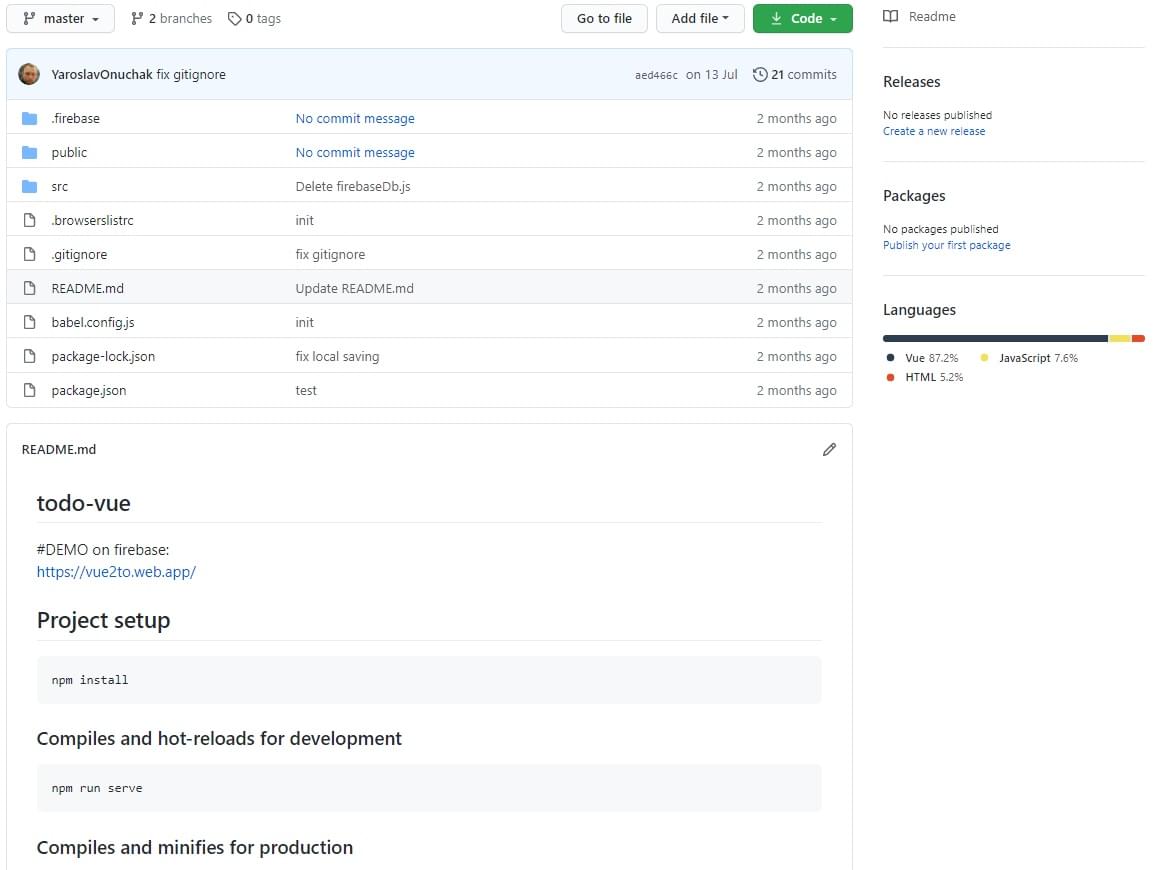 master
2 branches
0 tags
Go to file
Add file
Code
YaroslavOnuchak fix gitignore
aed466c on 13 Jul
21 commits
.firebase No commit message 2 months ago
public No commit message 2 months ago
src Delete firebaseDb.js 2 months ago
.browserslistrc init 2 months ago
.gitignore fix gitignore 2 months ago
README.md Update README.md 2 months ago
babel.config.js init 2 months ago
package-lock.json fix local saving 2 months ago
package.json test 2 months ago
README.md
todo-vue
#DEMO on firebase:
https://vue2to.web.app/
Project setup
npm install
Compiles and hot-reloads for development
npm run serve
Compiles and minifies for production
Readme
Releases
No releases published
Create a new release
Packages
No packages published
Publish your first package
Languages
Vue 87.2% JavaScript 7.6%
HTML 5.2%